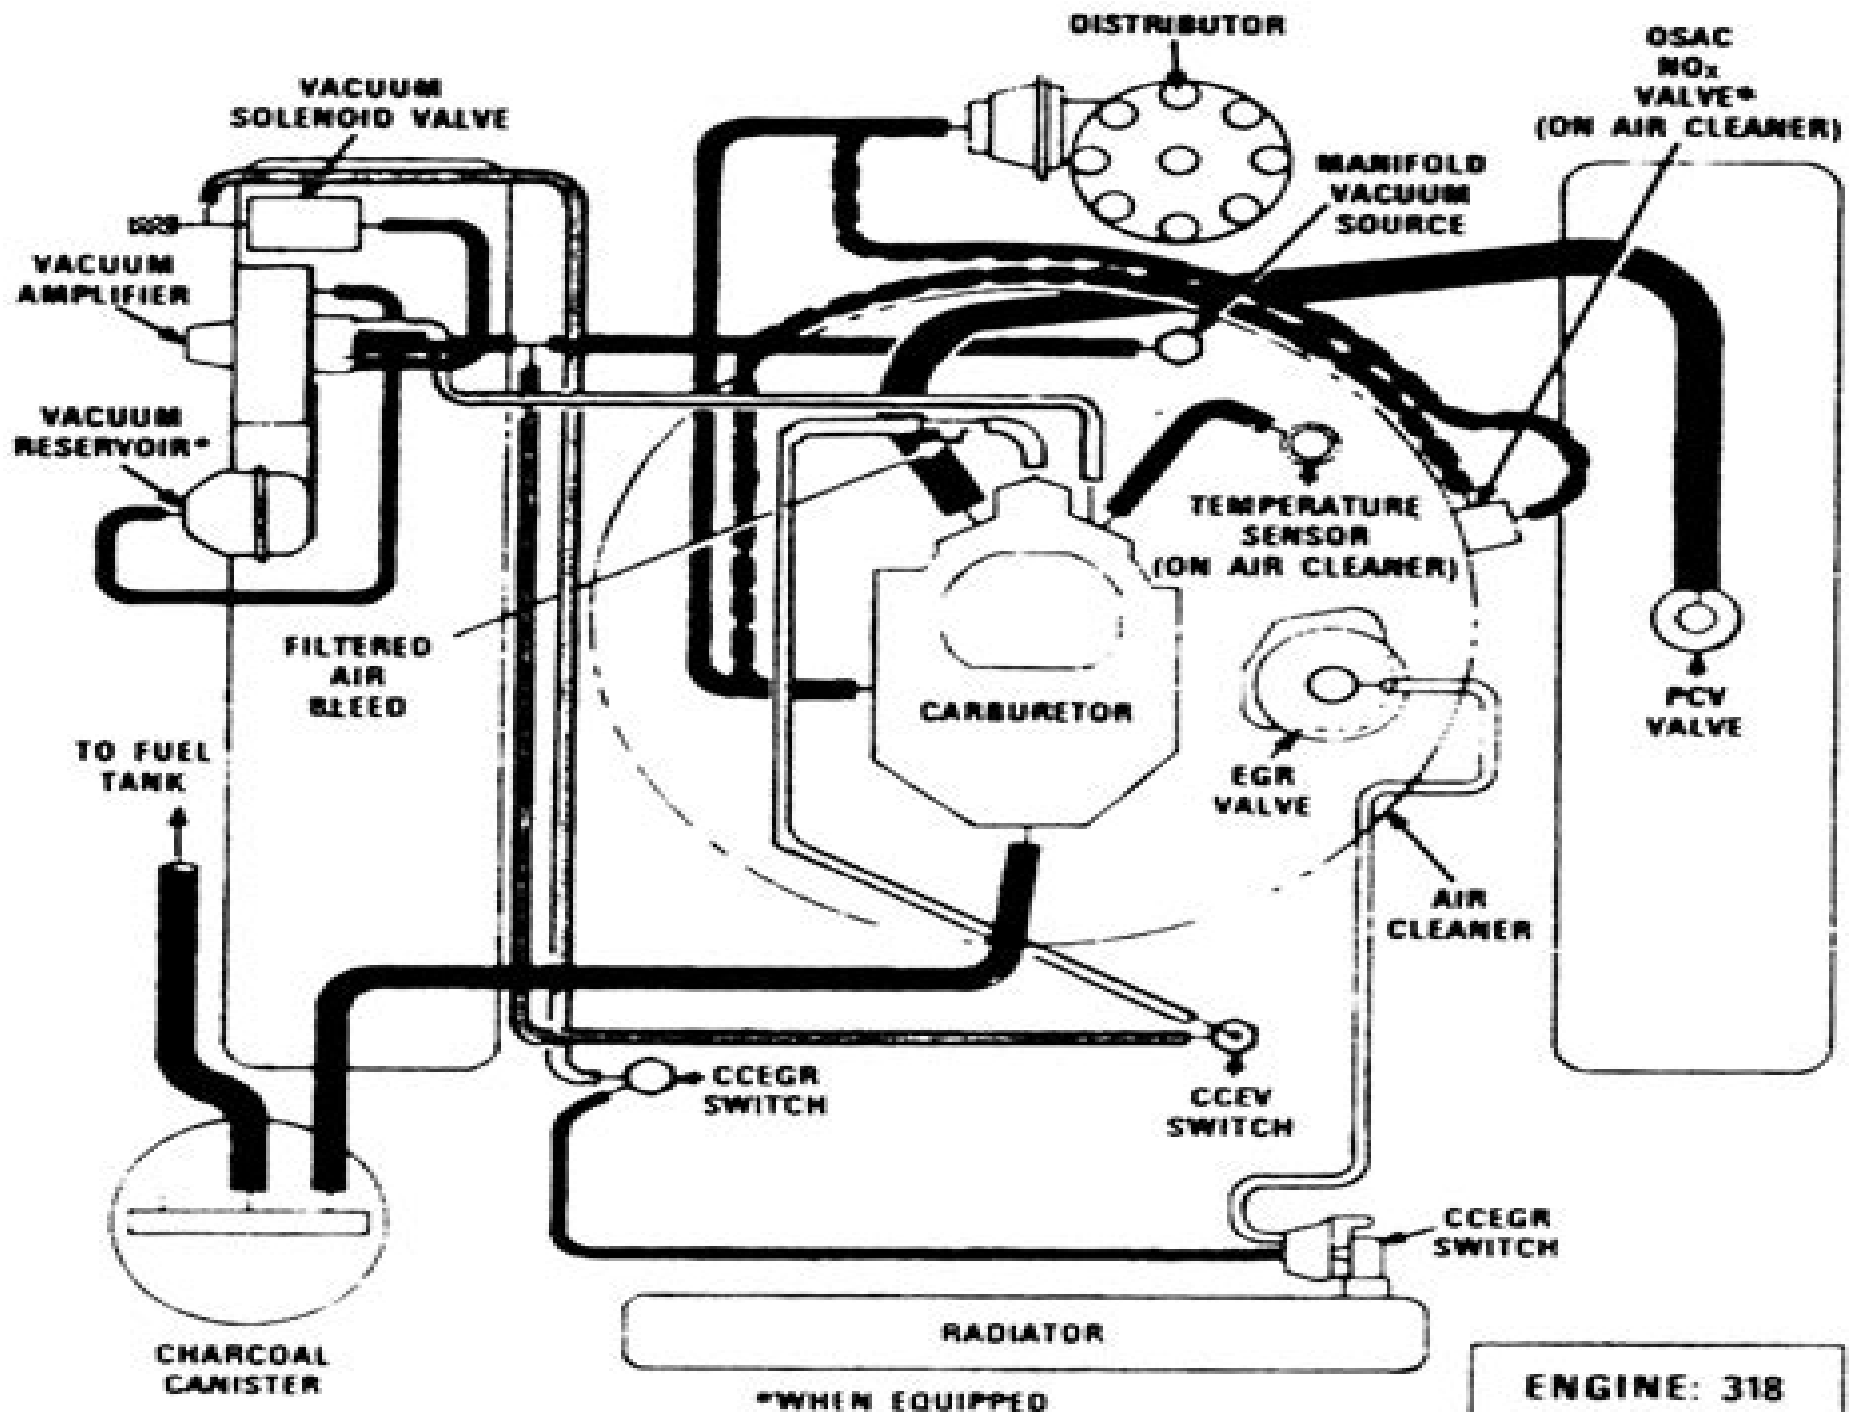 DISTRIBUTOR
OSAC
NOx
VALVE*
(ON AIR CLEANER)
VACUUM
SOLENOID VALVE
MANIFOLD
VACUUM
SOURCE
VACUUM
AMPLIFIER
VACUUM
RESERVOIR*
TEMPERATURE
SENSOR
(ON AIR CLEANER)
FILTERED
AIR
BLEED
CARBURETOR
PCV
VALVE
TO FUEL
TANK
EGR
VALVE
AIR
CLEANER
CCEGR
SWITCH
CCEV
SWITCH
CCEGR
SWITCH
RADIATOR
CHARCOAL
CANISTER
*WHEN EQUIPPED
ENGINE: 318